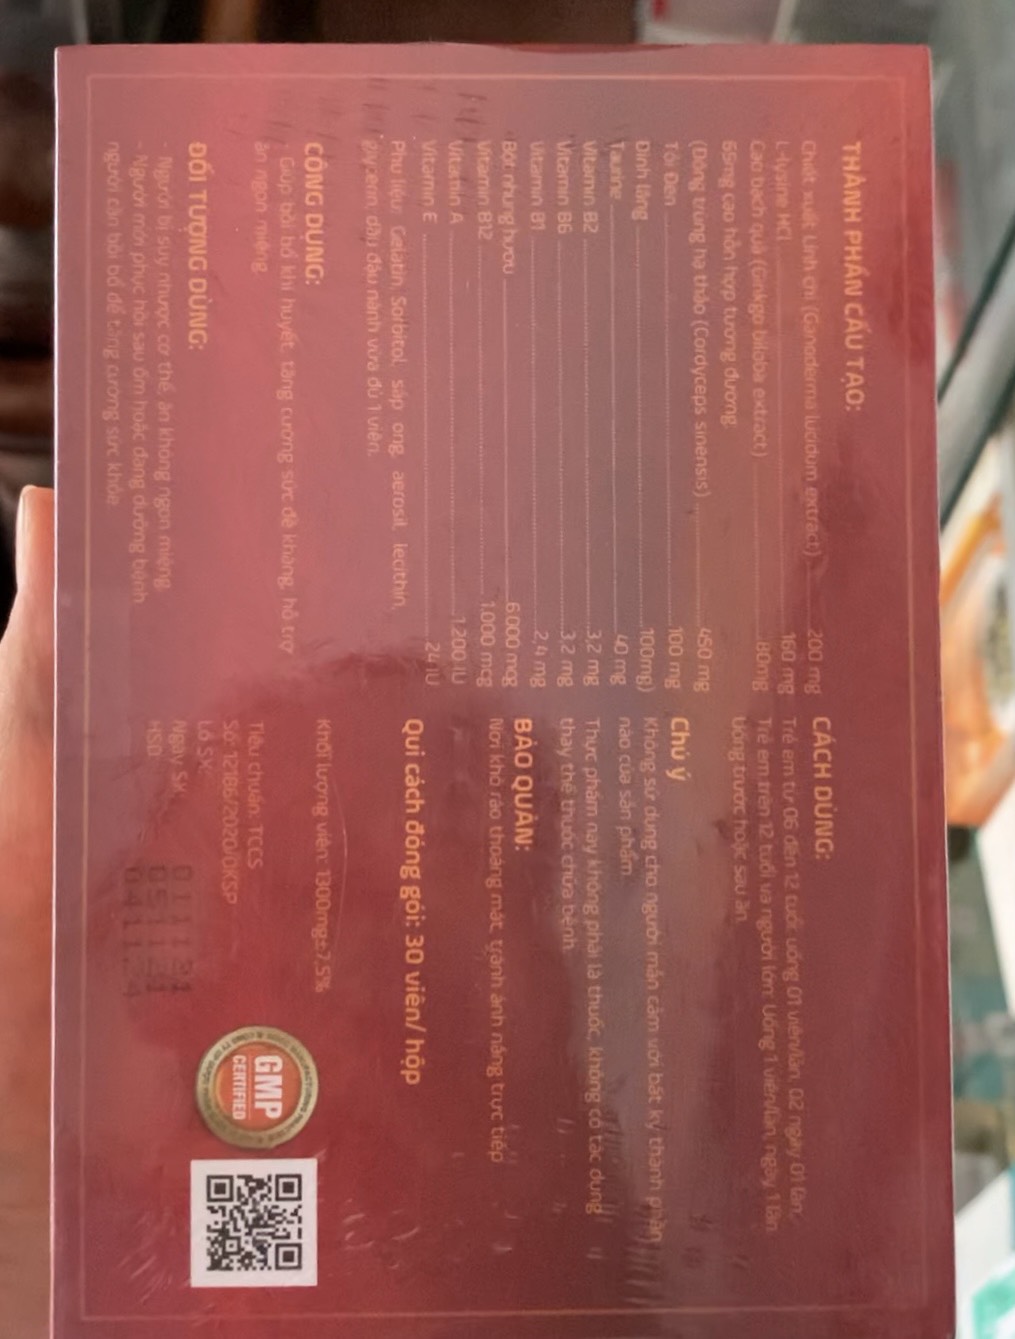 THÀNH PHẦN CẤU TẠO:
Chiết xuất Linh chi (Ganoderma lucidum extract) 200 mg
L-lysine HCl 160 mg
Cao bạch quả (Ginkgo biloba extract) 80mg
cao hỗn hợp tương đương:
(Đông trùng hạ thảo (Cordyceps sinensis) 450 mg
Tỏi Đen 100 mg
Đinh lăng 100mg)
Taurine 40 mg
Vitamin B2 3,2 mg
Vitamin B6 3,2 mg
Vitamin B1 2,4 mg
Bột nhung hươu 6.000 mcg
Vitamin B12 1.000 mcg
Vitamin A 1.200 IU
Vitamin E 24 IU
Phụ liệu: Gelatin, Solbitol, sáp ong, aerosil, lecithin,
glycerin, dầu đậu nành vừa đủ 1 viên.
CÔNG DỤNG:
Giúp bồi bổ khí huyết, tăng cường sức đề kháng, hỗ trợ
ăn ngon miệng.
ĐỐI TƯỢNG DÙNG:
- Người bị suy nhược cơ thể, ăn không ngon miệng.
- Người mới phục hồi sau ốm hoặc đang dưỡng bệnh
người cần bồi bổ để tăng cường sức khỏe.
CÁCH DÙNG:
Trẻ em từ 06 đến 12 tuổi: uống 01 viên/lần, 02 ngày 01 lần.
Trẻ em trên 12 tuổi và người lớn: Uống 1 viên/lần, ngày 1 lần.
Uống trước hoặc sau ăn.
Chú ý
Không sử dụng cho người mẫn cảm với bất kỳ thành phần
nào của sản phẩm.
Thực phẩm này không phải là thuốc, không có tác dụng
thay thế thuốc chữa bệnh.
BẢO QUẢN:
Nơi khô ráo thoáng mát, tránh ánh nắng trực tiếp
Qui cách đóng gói: 30 viên/ hộp
Khối lượng viên: 1300mg±7.5%
Tiêu chuẩn: TCCS
Số: 12186/2020/ĐKSP
Lô SX:
Ngày SX
HSD
GMP
CERTIFIED